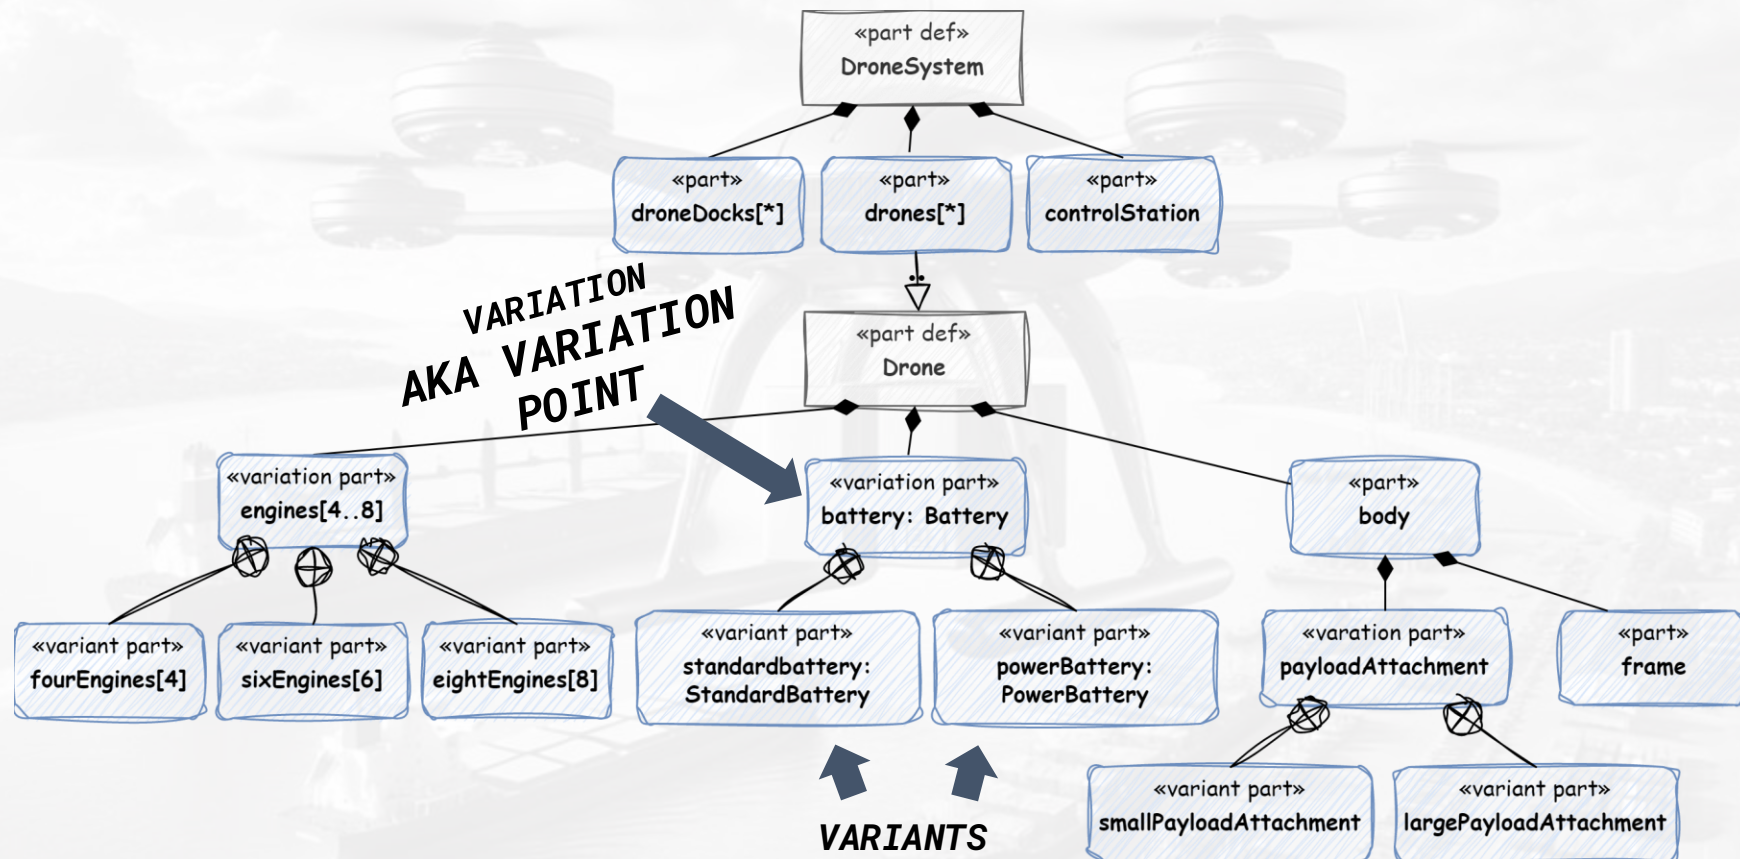 «part def»
DroneSystem
«part»
droneDocks[*]
«part»
drones[*]
«part»
controlStation
VARIATION
AKA VARIATION
POINT
«part def»
Drone
«variation part»
engines[4..8]
«variation part»
battery: Battery
«part»
body
«variant part»
fourEngines[4]
«variant part»
sixEngines[6]
«variant part»
eightEngines[8]
«variant part»
standardbattery:
StandardBattery
«variant part»
powerBattery:
PowerBattery
«varation part»
payloadAttachment
«part»
frame
«variant part»
smallPayloadAttachment
«variant part»
largePayloadAttachment
VARIANTS